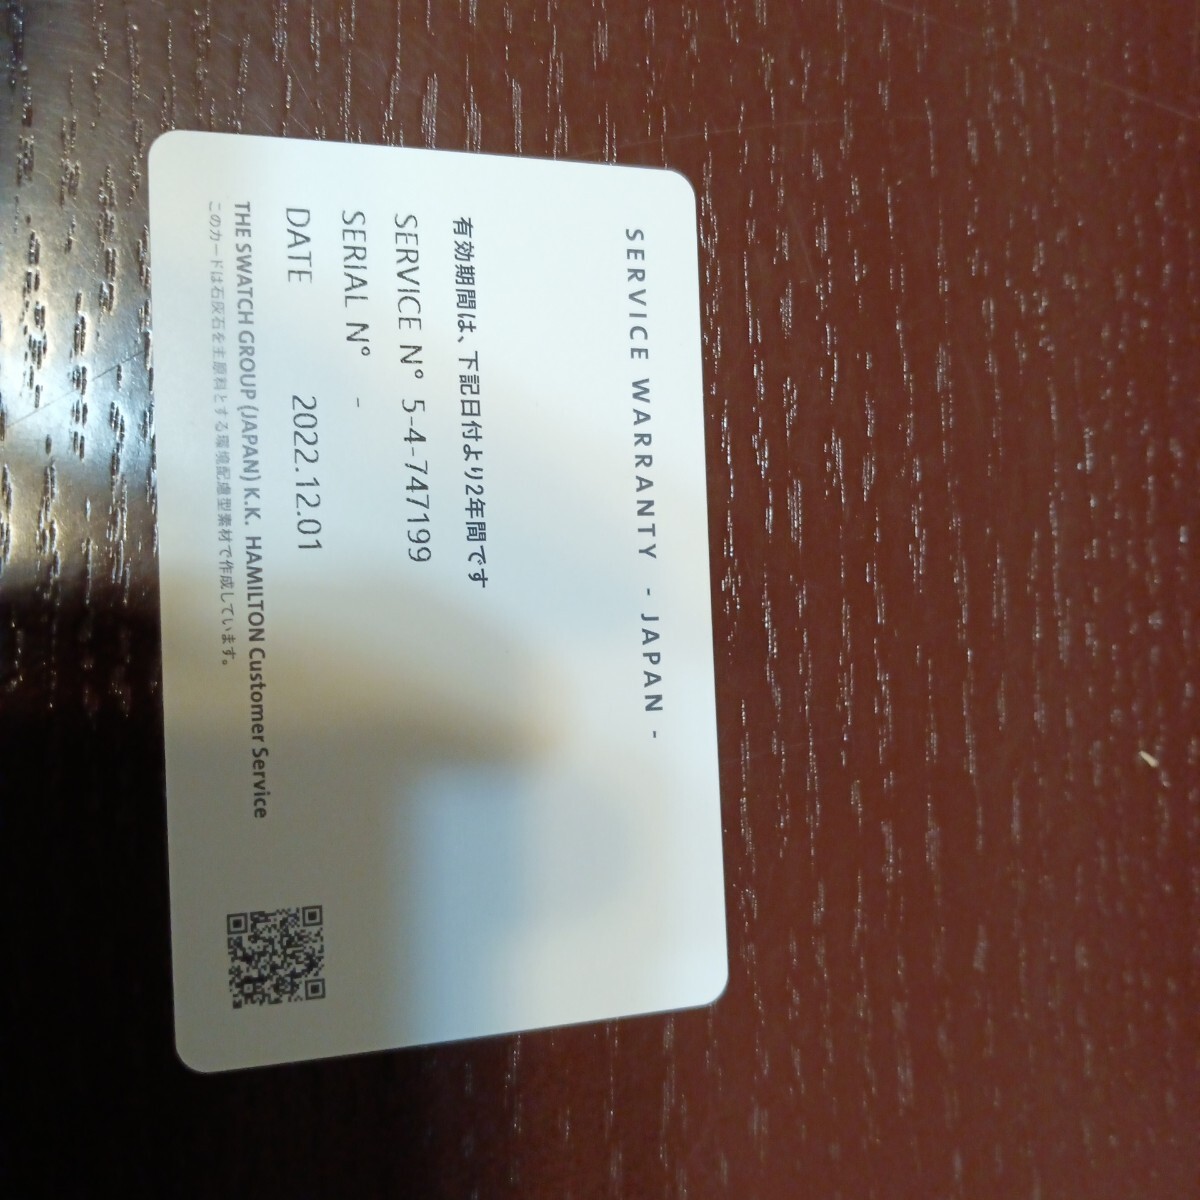 SERVICE WARRANTY - JAPAN -
有効期間は、下記日付より2年間です
SERVICE N° 5-4-747199
SERIAL N° -
DATE 2022.12.01
THE SWATCH GROUP (JAPAN) K.K. HAMILTON Customer Service
このカードは石灰石を主原料とする環境配慮型素材で作成しています。